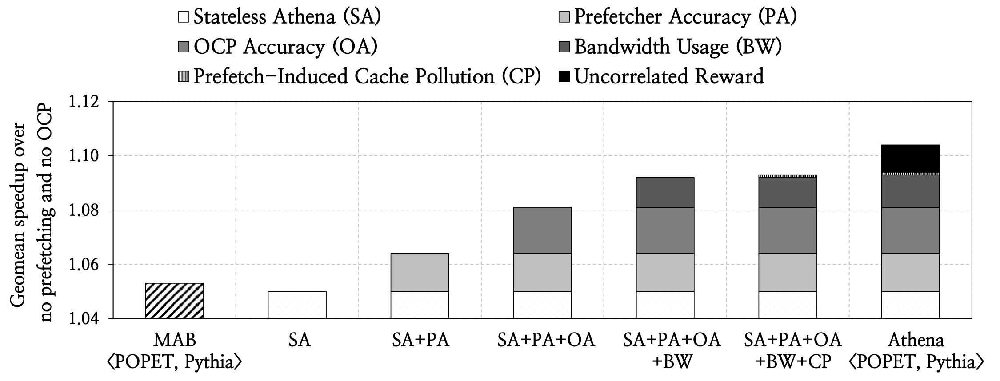 Stateless Athena (SA)
Prefetcher Accuracy (PA)
OCP Accuracy (OA)
Bandwidth Usage (BW)
Prefetch-Induced Cache Pollution (CP)
Uncorrelated Reward
Geomean speedup over
no prefetching and no OCP
1.12
1.10
1.08
1.06
1.04
MAB
⟨POPET, Pythia⟩
SA
SA+PA
SA+PA+OA
SA+PA+OA
+BW
SA+PA+OA
+BW+CP
Athena
⟨POPET, Pythia⟩